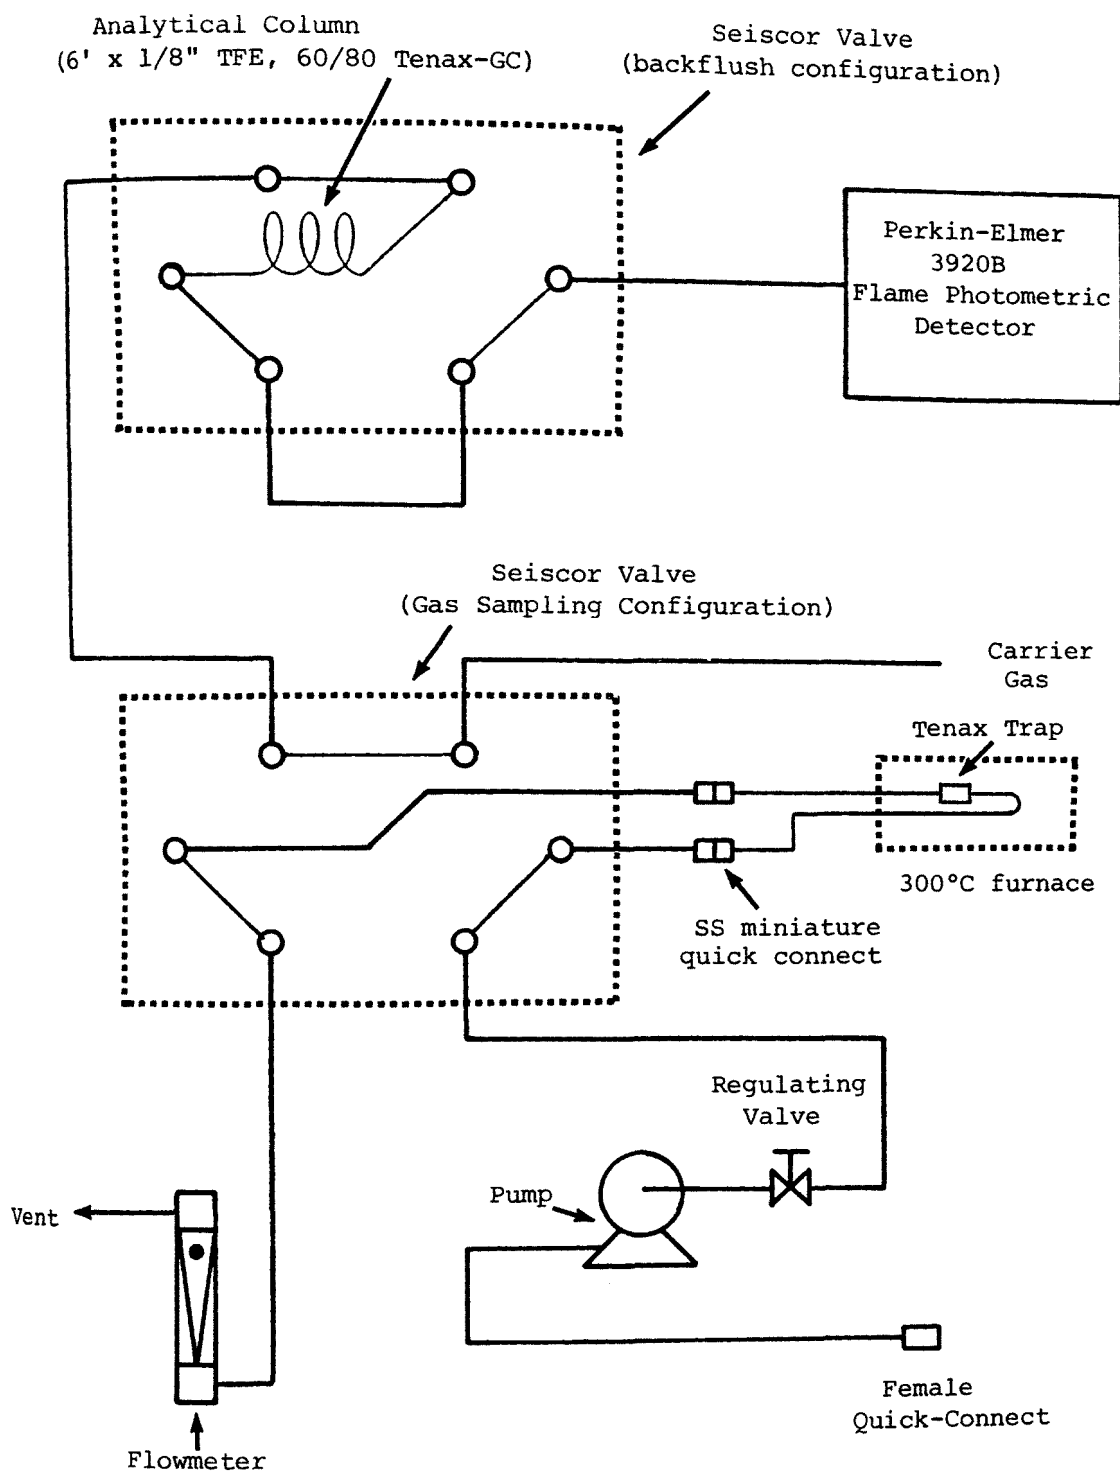 Analytical Column
(6' x 1/8" TFE, 60/80 Tenax-GC)
Seiscor Valve
(backflush configuration)
Perkin-Elmer
3920B
Flame Photometric
Detector
Seiscor Valve
(Gas Sampling Configuration)
Carrier
Gas
Tenax Trap
300°C furnace
SS miniature
quick connect
Regulating
Valve
Pump
Vent
Female
Quick-Connect
Flowmeter